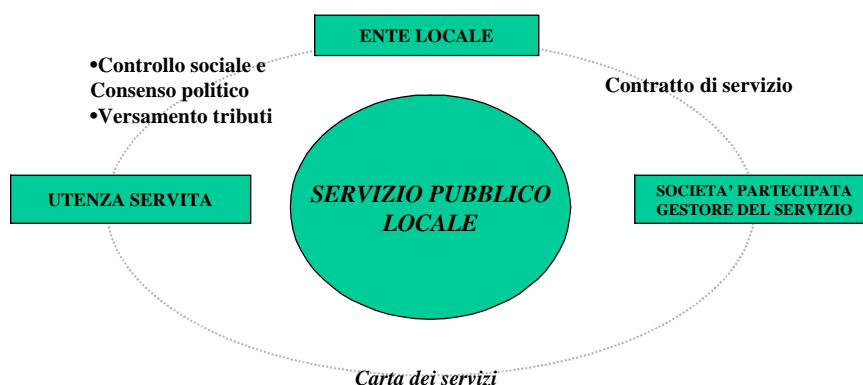 ENTE LOCALE
•Controllo sociale e
Consenso politico
•Versamento tributi
Contratto di servizio
UTENZA SERVITA
SERVIZIO PUBBLICO
LOCALE
SOCIETA’ PARTECIPATA
GESTORE DEL SERVIZIO
Carta dei servizi